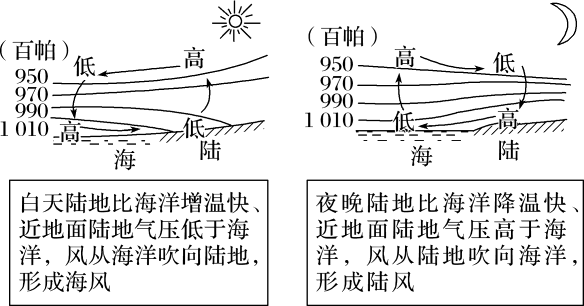 (百帕)
低
高
950
970
990
1 010
高
低
海
陆
白天陆地比海洋增温快、
近地面陆地气压低于海
洋，风从海洋吹向陆地，
形成海风
(百帕)
高
低
950
970
990
1 010
低
高
海
陆
夜晚陆地比海洋降温快、
近地面陆地气压高于海
洋，风从陆地吹向海洋，
形成陆风